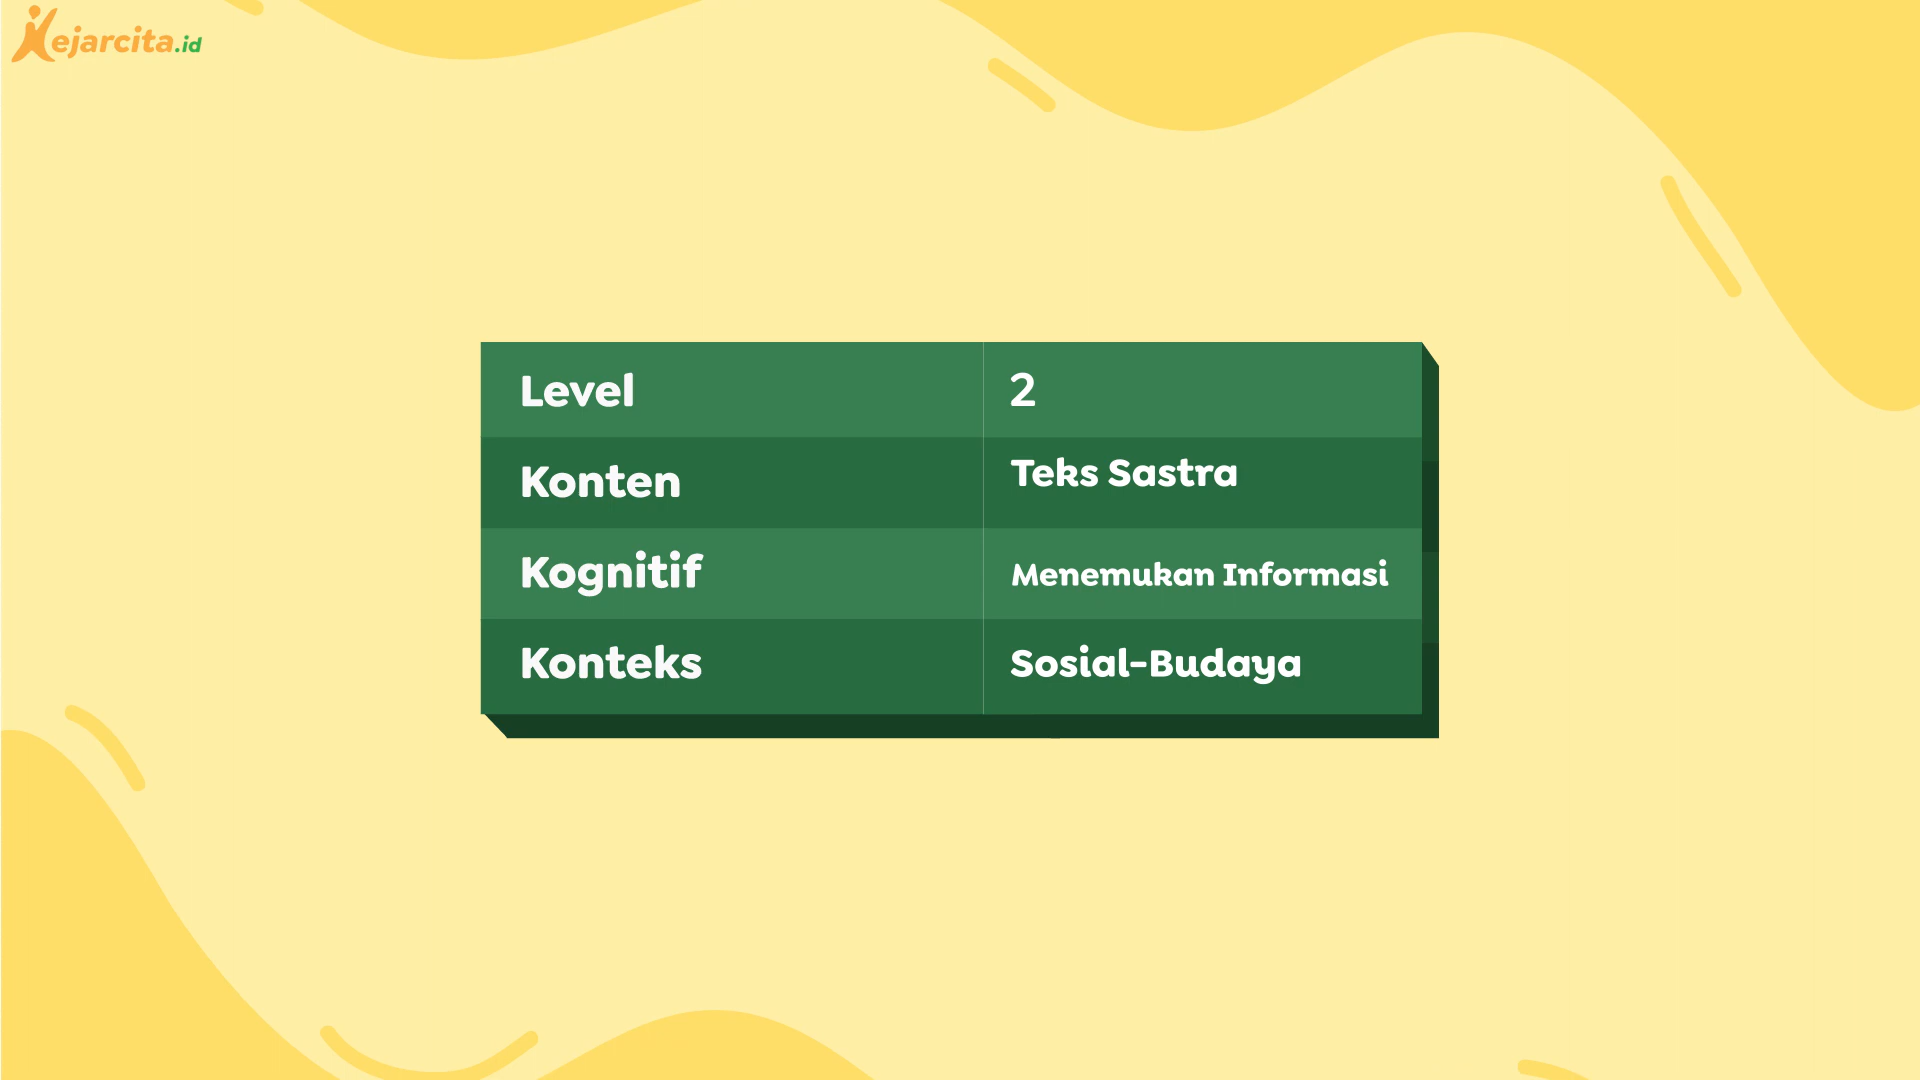 Kejarcita.id
Level 2
Konten Teks Sastra
Kognitif Menemukan Informasi
Konteks Sosial-Budaya